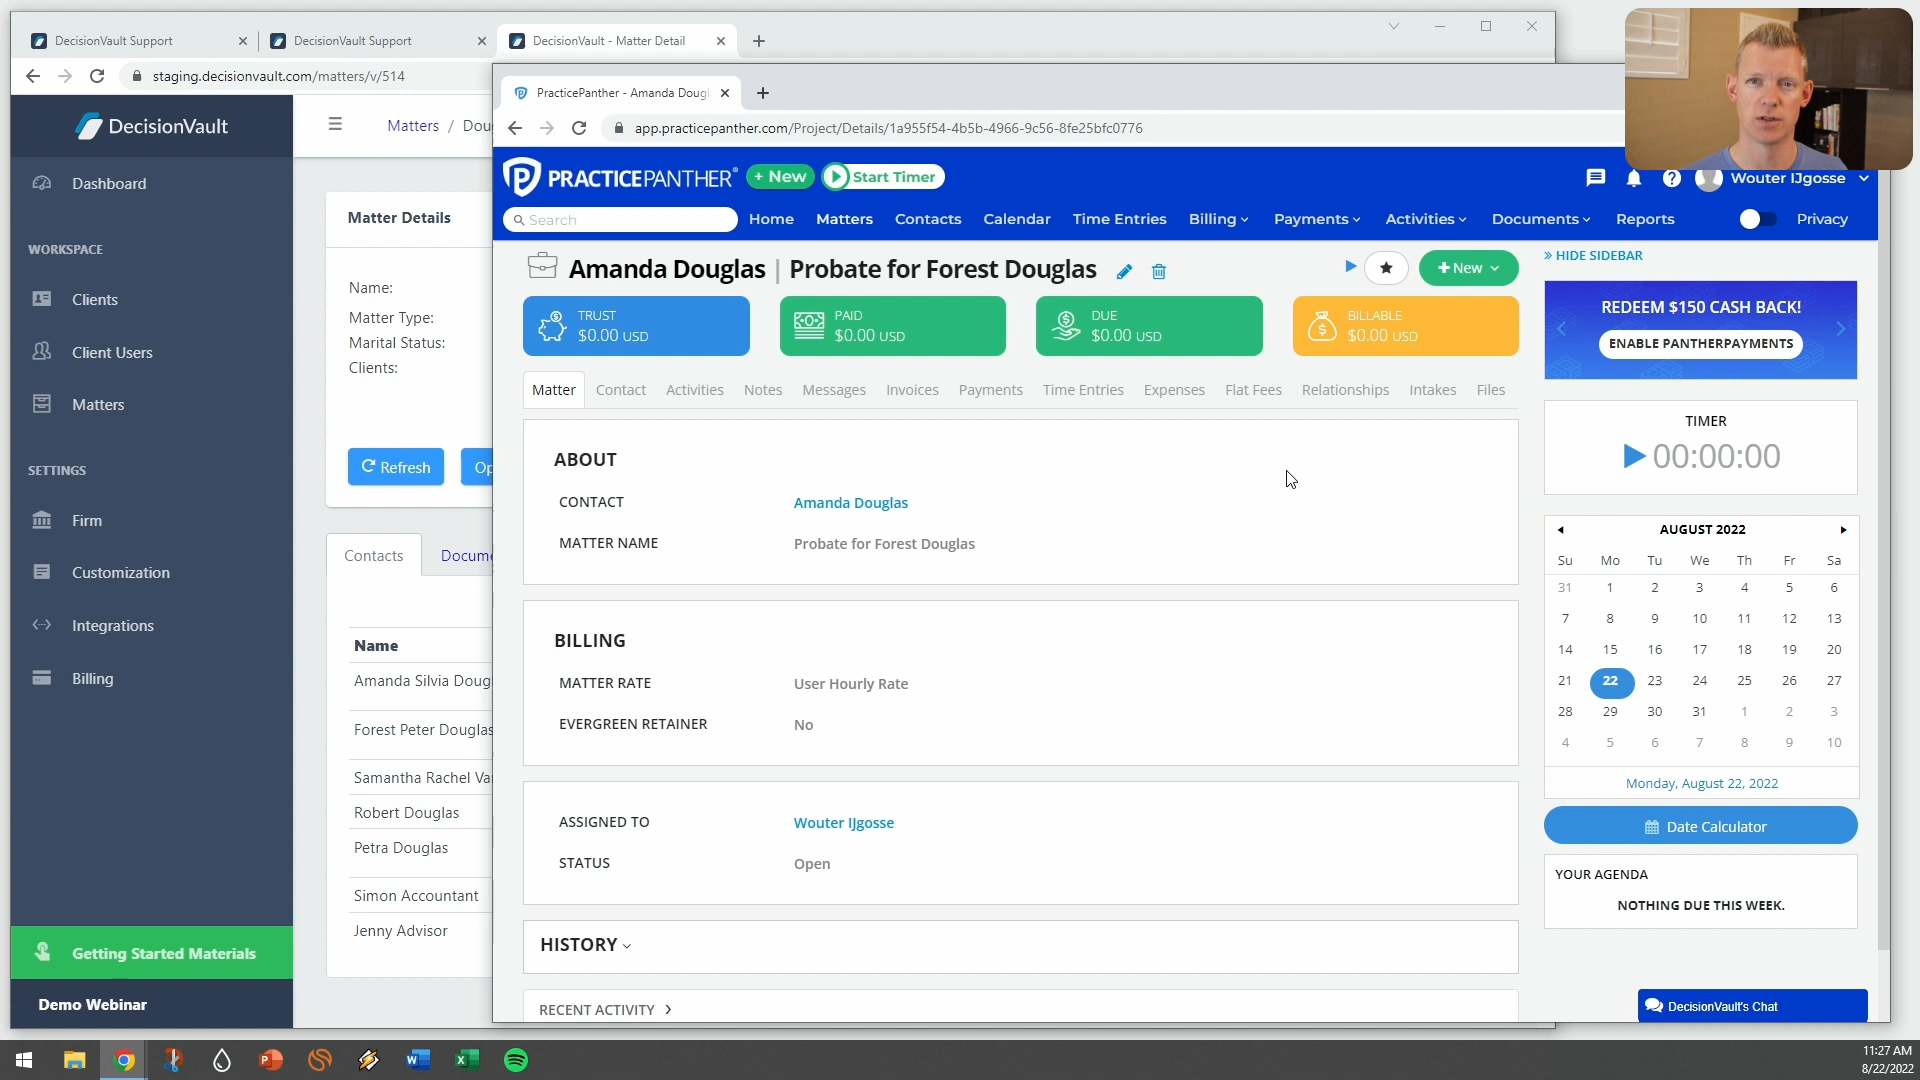 DecisionVault Support
DecisionVault Support
DecisionVault - Matter Detail
staging.decisionvault.com/matters/v/514
DecisionVault
Dashboard
WORKSPACE
Clients
Client Users
Matters
SETTINGS
Firm
Customization
Integrations
Billing
Getting Started Materials
Demo Webinar
Matters / Dou
Matter Details
Name:
Matter Type:
Marital Status:
Clients:
Refresh
Op
Contacts
Docume
Name
Amanda Silvia Doug
Forest Peter Douglas
Samantha Rachel Va
Robert Douglas
Petra Douglas
Simon Accountant
Jenny Advisor
PracticePanther - Amanda Dougl
app.practicepanther.com/Project/Details/1a955f54-4b5b-4966-9c56-8fe25bfc0776
PRACTICEPANTHER®
+ New
Start Timer
Wouter IJgosse
Search
Home Matters Contacts Calendar Time Entries Billing Payments Activities Documents Reports Privacy
Amanda Douglas | Probate for Forest Douglas
+ New
TRUST
$0.00 USD
PAID
$0.00 USD
DUE
$0.00 USD
BILLABLE
$0.00 USD
Matter Contact Activities Notes Messages Invoices Payments Time Entries Expenses Flat Fees Relationships Intakes Files
ABOUT
CONTACT Amanda Douglas
MATTER NAME Probate for Forest Douglas
BILLING
MATTER RATE User Hourly Rate
EVERGREEN RETAINER No
ASSIGNED TO Wouter IJgosse
STATUS Open
HISTORY
RECENT ACTIVITY
» HIDE SIDEBAR
REDEEM $150 CASH BACK!
ENABLE PANTHERPAYMENTS
TIMER
00:00:00
AUGUST 2022
Su Mo Tu We Th Fr Sa
31 1 2 3 4 5 6
7 8 9 10 11 12 13
14 15 16 17 18 19 20
21 22 23 24 25 26 27
28 29 30 31 1 2 3
4 5 6 7 8 9 10
Monday, August 22, 2022
Date Calculator
YOUR AGENDA
NOTHING DUE THIS WEEK.
DecisionVault's Chat
11:27 AM
8/22/2022